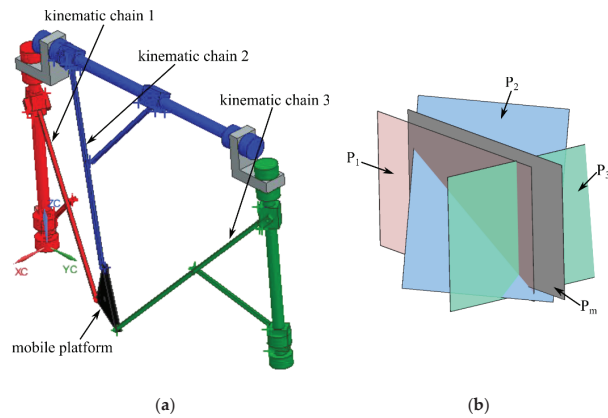 kinematic chain 1
kinematic chain 2
kinematic chain 3
ZC
XC
YC
mobile platform
(a)
P2
P1
P3
Pm
(b)